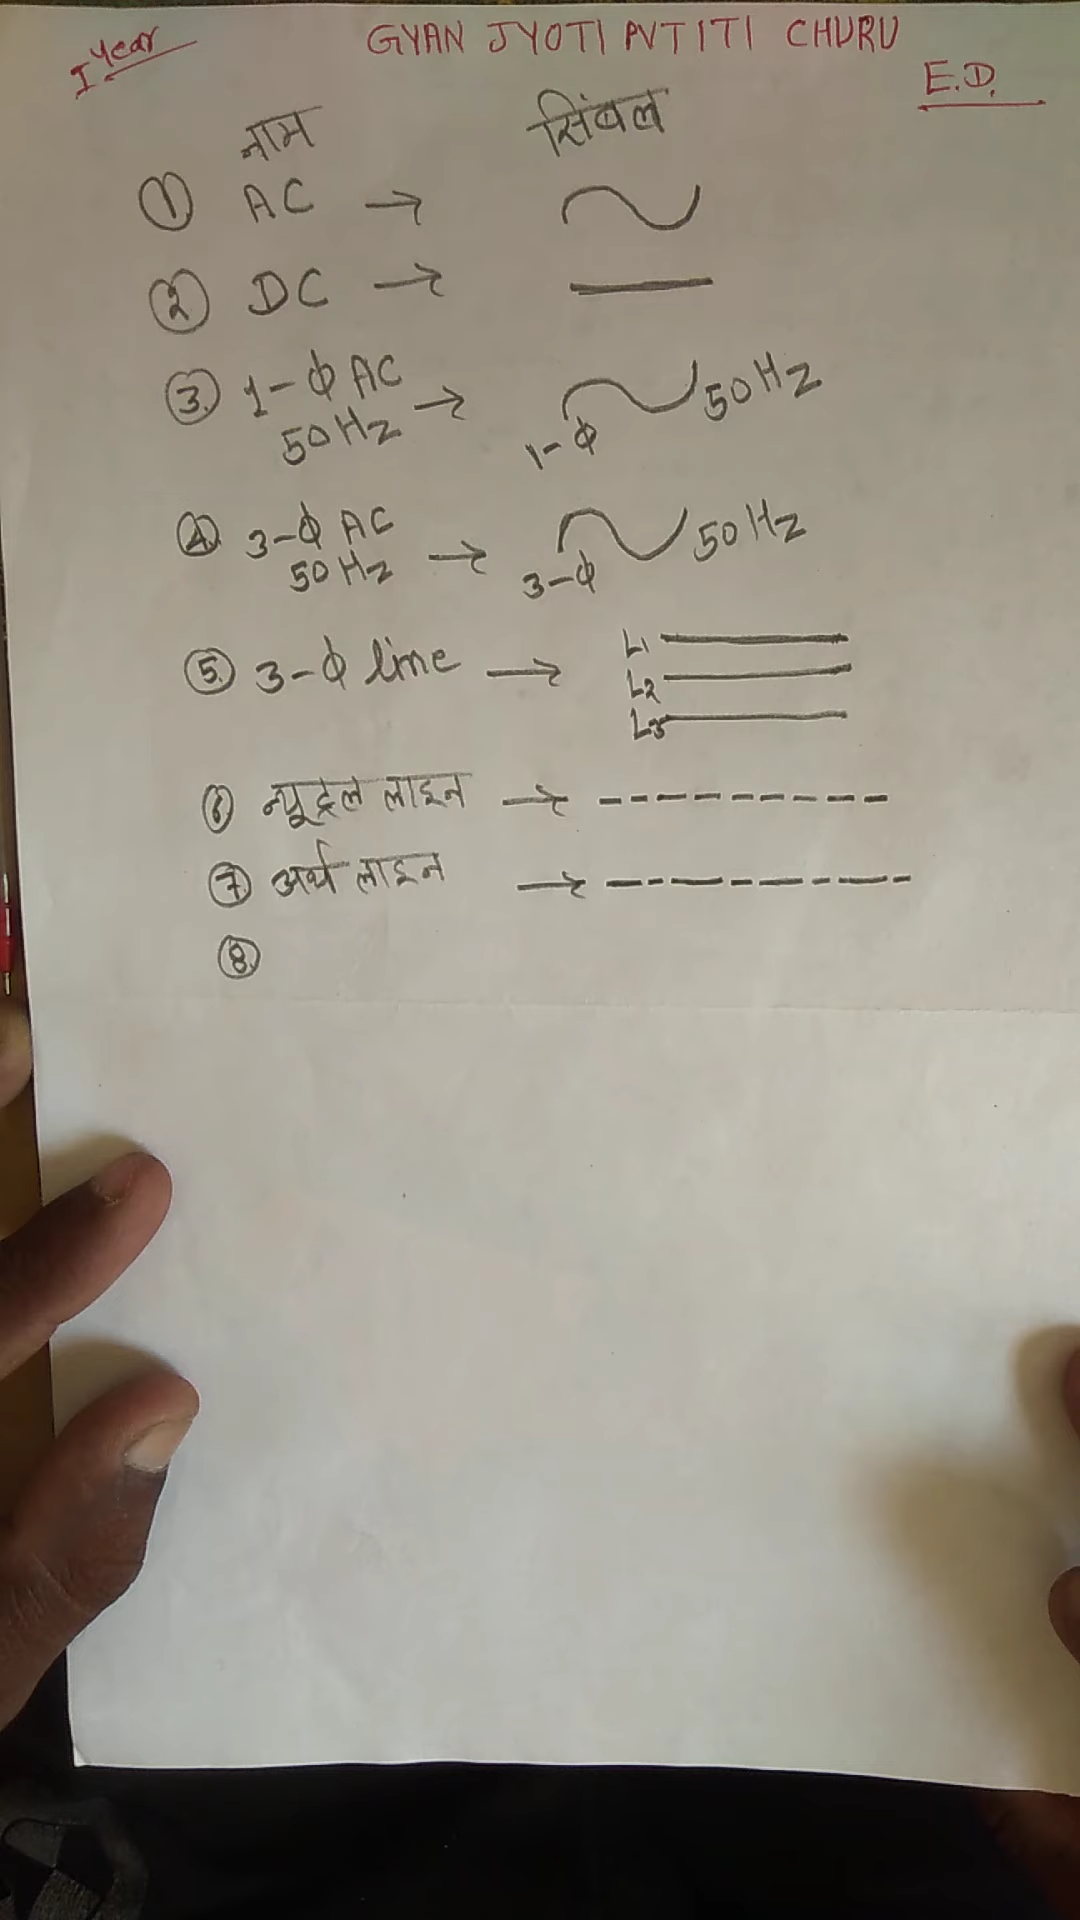 I Year
GYAN JYOTI PVT ITI CHURU
E.D.
नाम सिंबल
① AC →
② DC →
③ 1-ф AC 50Hz → 1-ф 50Hz
④ 3-ф AC 50Hz → 3-ф 50Hz
⑤ 3-ф line → L1 L2 L3
⑥ न्यूट्रल लाइन →
⑦ अर्थ लाइन →
⑧